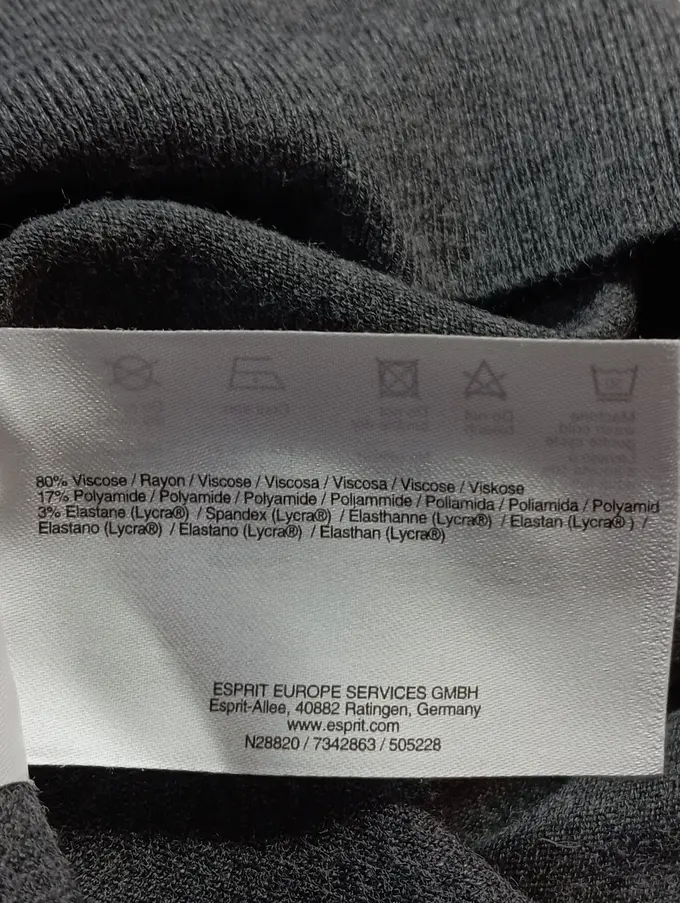 80% Viscose / Rayon / Viscose / Viscosa / Viscosa / Viscose / Viskose
17% Polyamide / Polyamide / Polyamide / Poljammide / Poliamida / Poliamida / Polyamid
3% Elastane (Lycra®) / Spandex (Lycra®) / Elasthanne (Lycra®) / Elastan (Lycra® ) /
Elastano (Lycra®) / Elastano (Lycra®) / Elasthan (Lycra®)
ESPRIT EUROPE SERVICES GMBH
Esprit-Allee, 40882 Ratingen, Germany
www.esprit.com
N28820 / 7342863 / 505228